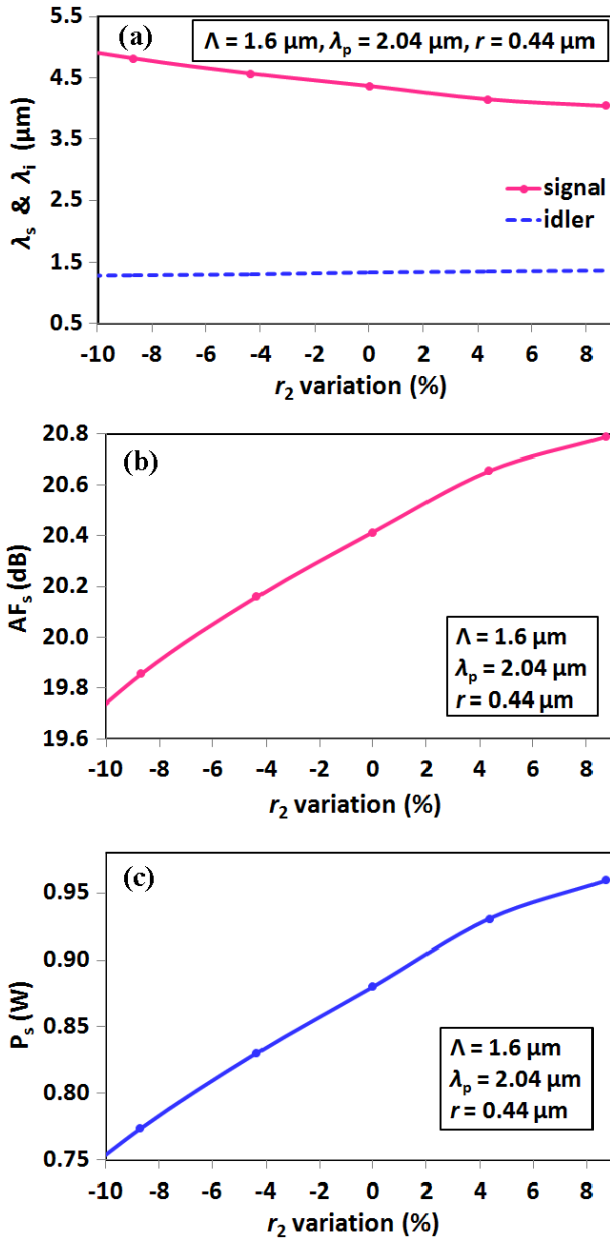 (a)
Λ = 1.6 µm, λp = 2.04 µm, r = 0.44 µm
5.5
4.5
3.5
2.5
1.5
0.5
λs & λi (µm)
signal
idler
-10 -8 -6 -4 -2 0 2 4 6 8
r2 variation (%)
(b)
20.8
20.6
20.4
20.2
20.0
19.8
19.6
AFs (dB)
Λ = 1.6 µm
λp = 2.04 µm
r = 0.44 µm
-10 -8 -6 -4 -2 0 2 4 6 8
r2 variation (%)
(c)
0.95
0.90
0.85
0.80
0.75
Ps (W)
Λ = 1.6 µm
λp = 2.04 µm
r = 0.44 µm
-10 -8 -6 -4 -2 0 2 4 6 8
r2 variation (%)